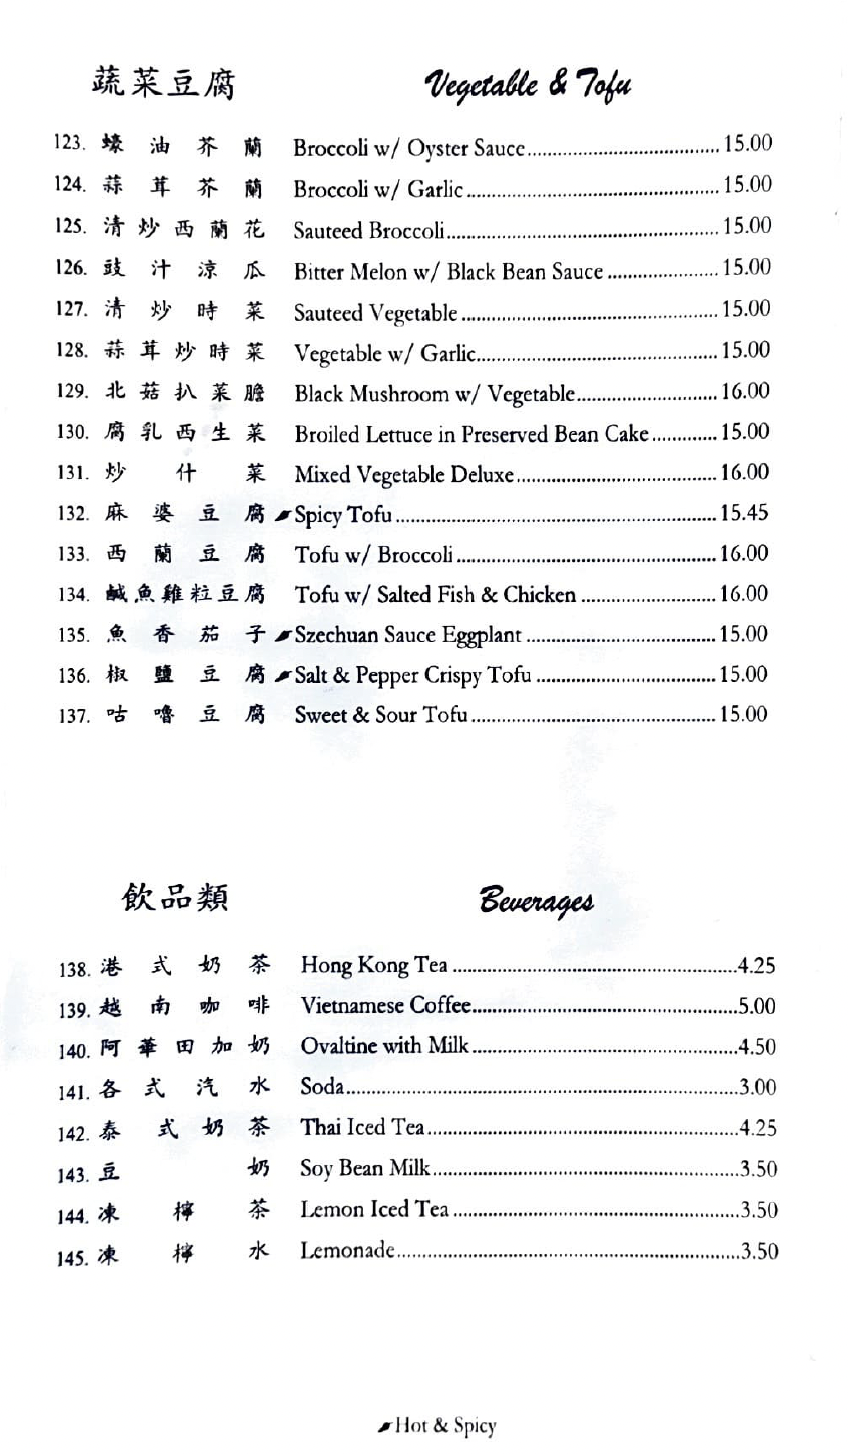 蔬菜豆腐 Vegetable & Tofu
123. 蠔油芥蘭 Broccoli w/ Oyster Sauce 15.00
124. 蒜茸芥蘭 Broccoli w/ Garlic 15.00
125. 清炒西蘭花 Sauteed Broccoli 15.00
126. 豉汁涼瓜 Bitter Melon w/ Black Bean Sauce 15.00
127. 清炒時菜 Sauteed Vegetable 15.00
128. 蒜茸炒時菜 Vegetable w/ Garlic 15.00
129. 北菇扒菜膽 Black Mushroom w/ Vegetable 16.00
130. 腐乳西生菜 Broiled Lettuce in Preserved Bean Cake 15.00
131. 炒什菜 Mixed Vegetable Deluxe 16.00
132. 麻婆豆腐 Spicy Tofu 15.45
133. 西蘭豆腐 Tofu w/ Broccoli 16.00
134. 鹹魚雞粒豆腐 Tofu w/ Salted Fish & Chicken 16.00
135. 魚香茄子 Szechuan Sauce Eggplant 15.00
136. 椒鹽豆腐 Salt & Pepper Crispy Tofu 15.00
137. 咕嚕豆腐 Sweet & Sour Tofu 15.00
飲品類 Beverages
138. 港式奶茶 Hong Kong Tea 4.25
139. 越南咖啡 Vietnamese Coffee 5.00
140. 阿華田加奶 Ovaltine with Milk 4.50
141. 各式汽水 Soda 3.00
142. 泰式奶茶 Thai Iced Tea 4.25
143. 豆奶 Soy Bean Milk 3.50
144. 凍檸茶 Lemon Iced Tea 3.50
145. 凍檸水 Lemonade 3.50
Hot & Spicy